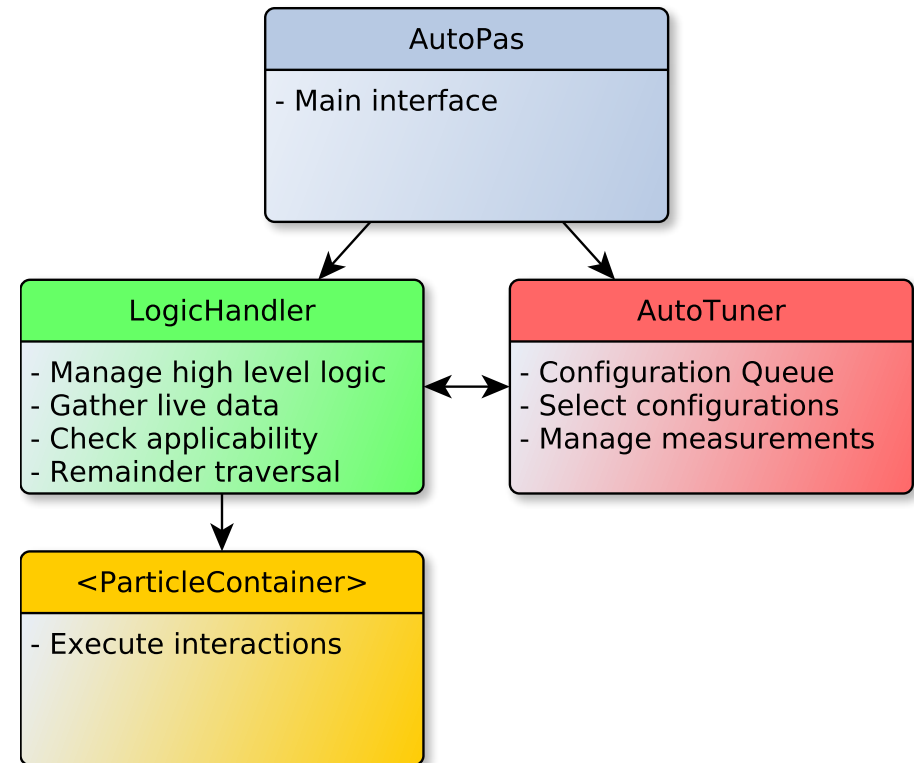 AutoPas
- Main interface
LogicHandler
- Manage high level logic
- Gather live data
- Check applicability
- Remainder traversal
AutoTuner
- Configuration Queue
- Select configurations
- Manage measurements
<ParticleContainer>
- Execute interactions